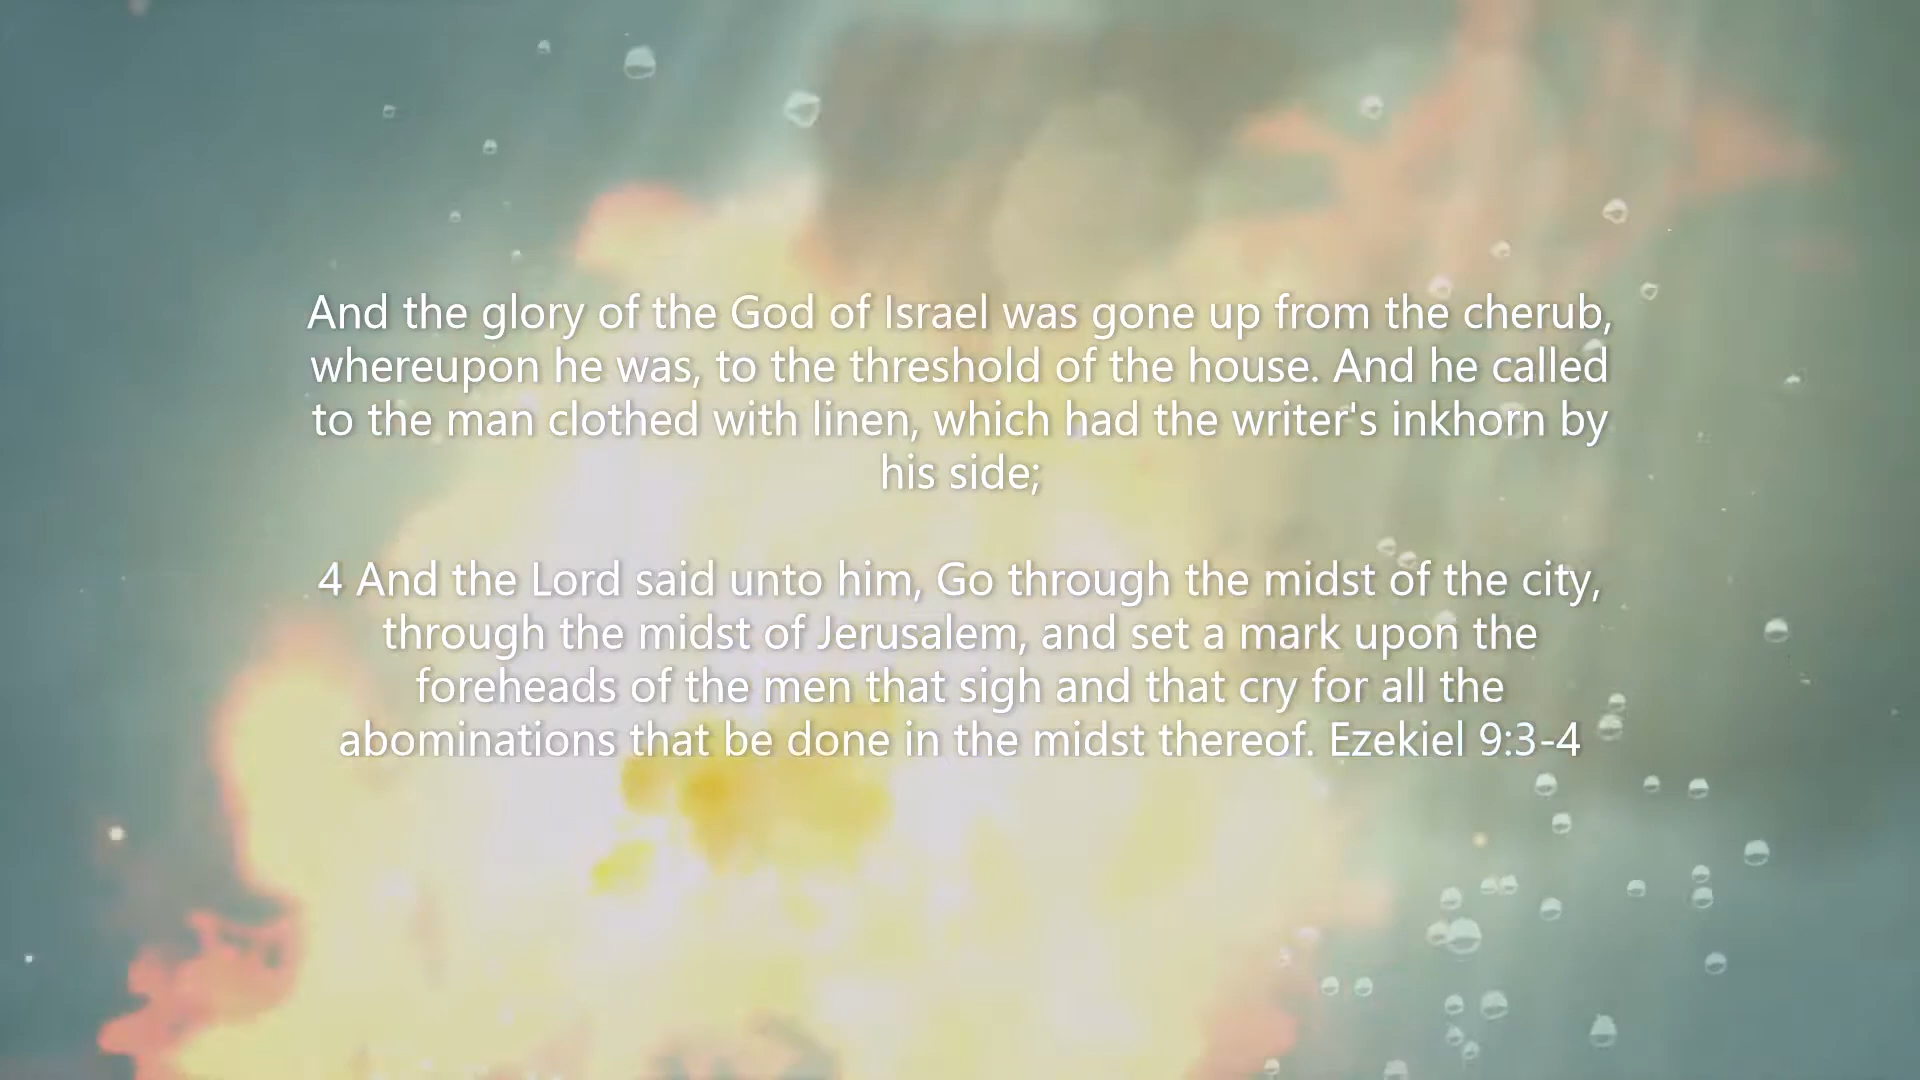 And the glory of the God of Israel was gone up from the cherub,
whereupon he was, to the threshold of the house. And he called
to the man clothed with linen, which had the writer's inkhorn by
his side;
4 And the Lord said unto him, Go through the midst of the city,
through the midst of Jerusalem, and set a mark upon the
foreheads of the men that sigh and that cry for all the
abominations that be done in the midst thereof. Ezekiel 9:3-4